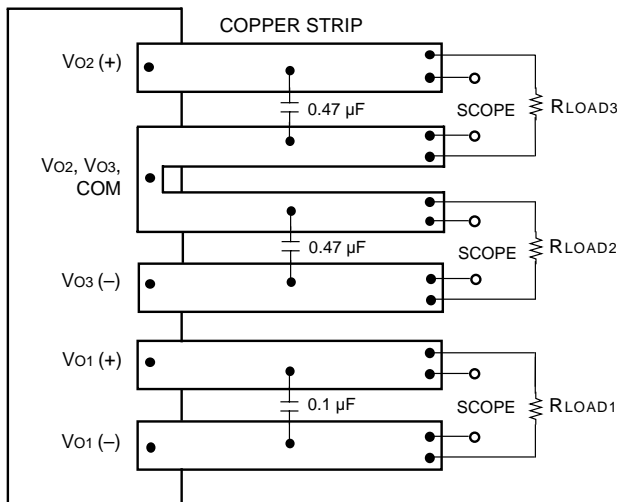 COPPER STRIP
VO2 (+)
0.47 µF
SCOPE
RLOAD3
VO2, VO3,
COM
0.47 µF
SCOPE
RLOAD2
VO3 (–)
VO1 (+)
0.1 µF
SCOPE
RLOAD1
VO1 (–)